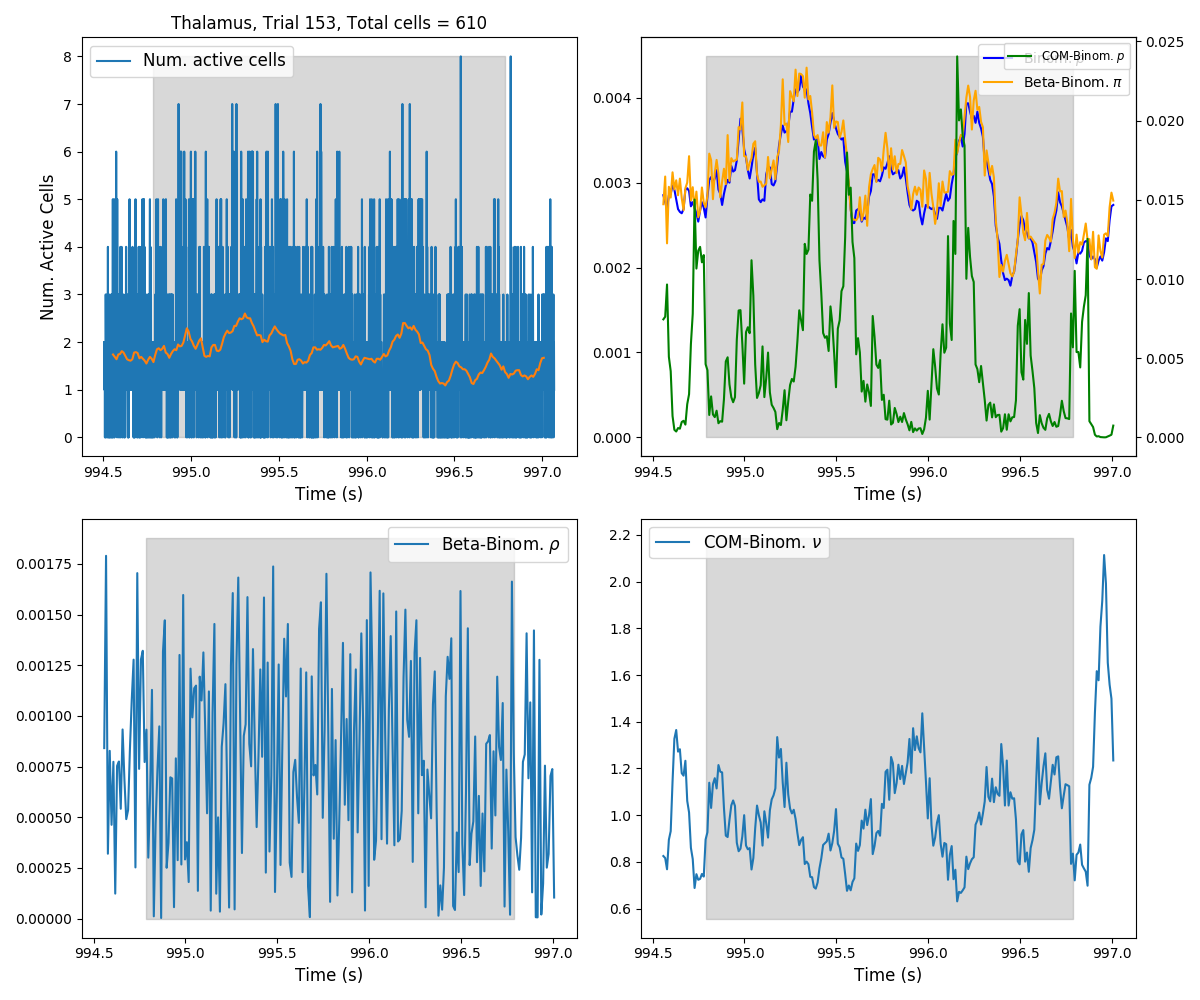 Thalamus, Trial 153, Total cells = 610
Num. active cells
Num. Active Cells
8
7
6
5
4
3
2
1
0
994.5 995.0 995.5 996.0 996.5 997.0
Time (s)
COM-Binom. p
Binom. p
Beta-Binom. π
0.004
0.003
0.002
0.001
0.000
0.025
0.020
0.015
0.010
0.005
0.000
994.5 995.0 995.5 996.0 996.5 997.0
Time (s)
Beta-Binom. ρ
0.00175
0.00150
0.00125
0.00100
0.00075
0.00050
0.00025
0.00000
994.5 995.0 995.5 996.0 996.5 997.0
Time (s)
COM-Binom. ν
2.2
2.0
1.8
1.6
1.4
1.2
1.0
0.8
0.6
994.5 995.0 995.5 996.0 996.5 997.0
Time (s)